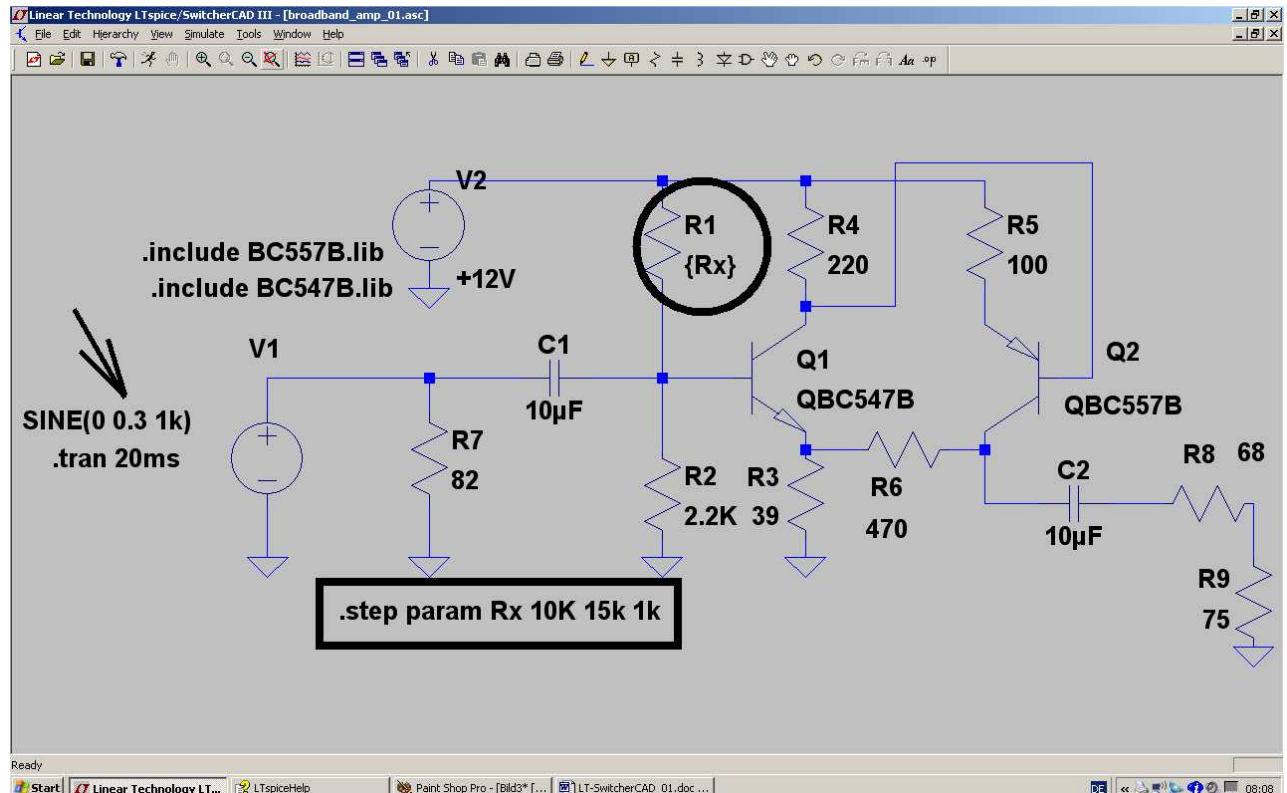 Linear Technology LTspice/SwitcherCAD III - [broadband_amp_01.asc]
File Edit Hierarchy View Simulate Tools Window Help
V2
R1
{Rx}
R4
220
R5
100
.include BC557B.lib
.include BC547B.lib
+12V
V1
C1
10µF
Q1
QBC547B
Q2
QBC557B
SINE(0 0.3 1k)
.tran 20ms
R7
82
R2
2.2K
R3
39
R6
470
C2
10µF
R8 68
R9
75
.step param Rx 10K 15k 1k
Ready
Start Linear Technology LT... LTspiceHelp Paint Shop Pro - [Bild3* [... LT-SwitcherCAD_01.doc ... DE « 08:08